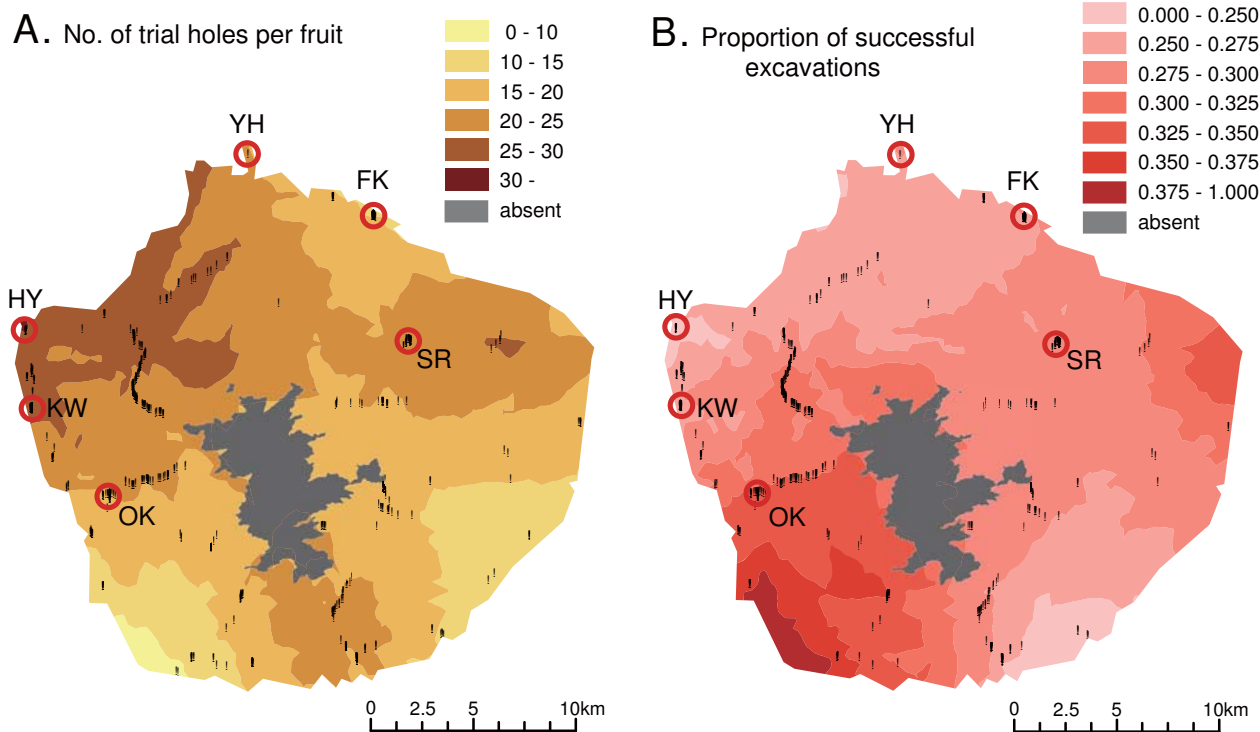 A. No. of trial holes per fruit
0 - 10
10 - 15
15 - 20
20 - 25
25 - 30
30 -
absent
YH
FK
HY
SR
KW
OK
0 2.5 5 10km
B. Proportion of successful
excavations
0.000 - 0.250
0.250 - 0.275
0.275 - 0.300
0.300 - 0.325
0.325 - 0.350
0.350 - 0.375
0.375 - 1.000
absent
YH
FK
HY
SR
KW
OK
0 2.5 5 10km